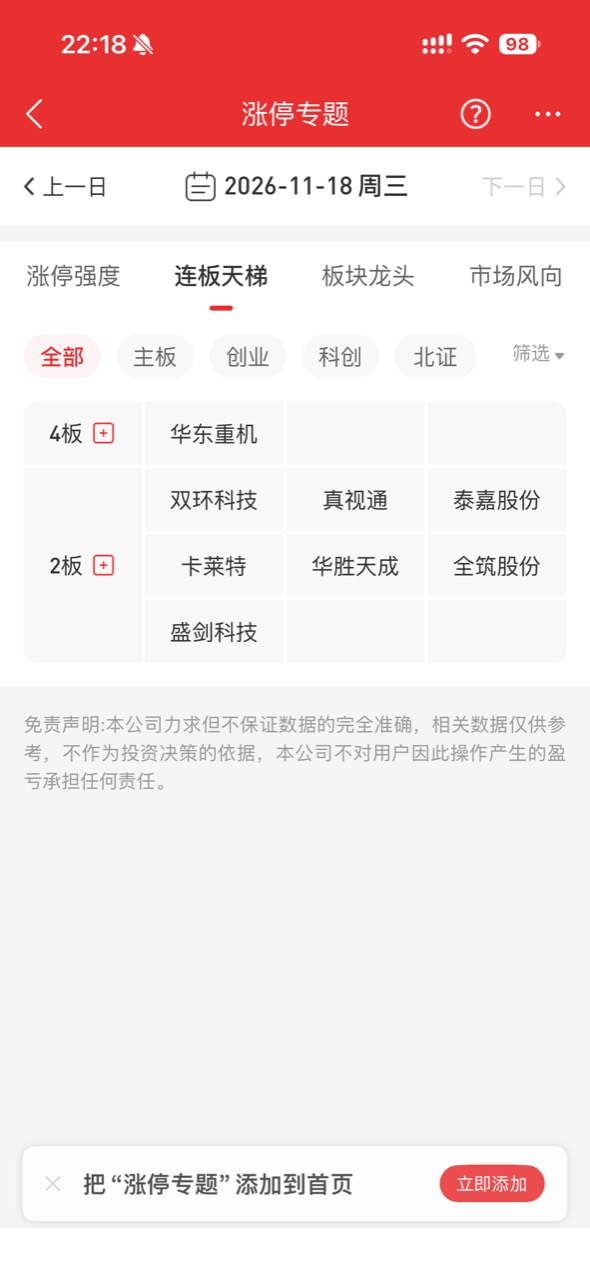 22:18
98
涨停专题
?
上一日
2026-11-18 周三
下一日
涨停强度 连板天梯 板块龙头 市场风向
全部 主板 创业 科创 北证 筛选
4板 华东重机
双环科技 真视通 泰嘉股份
2板 卡莱特 华胜天成 全筑股份
盛剑科技
免责声明:本公司力求但不保证数据的完全准确，相关数据仅供参
考，不作为投资决策的依据，本公司不对用户因此操作产生的盈
亏承担任何责任。
把“涨停专题”添加到首页 立即添加